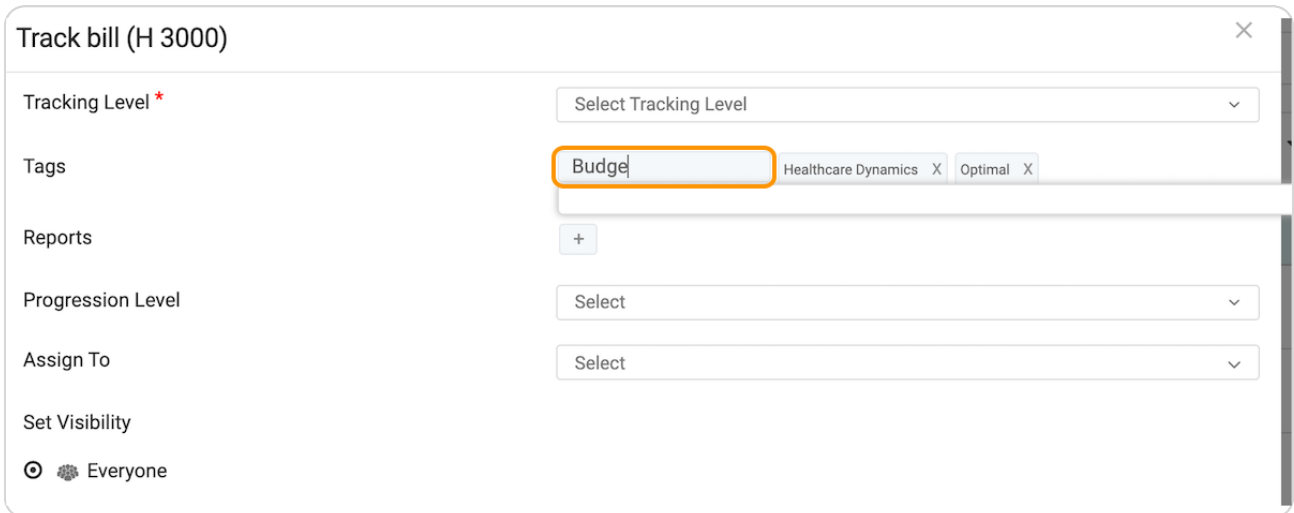 Track bill (H 3000)
Tracking Level *
Select Tracking Level
Tags
Budge
Healthcare Dynamics X
Optimal X
Reports
+
Progression Level
Select
Assign To
Select
Set Visibility
Everyone